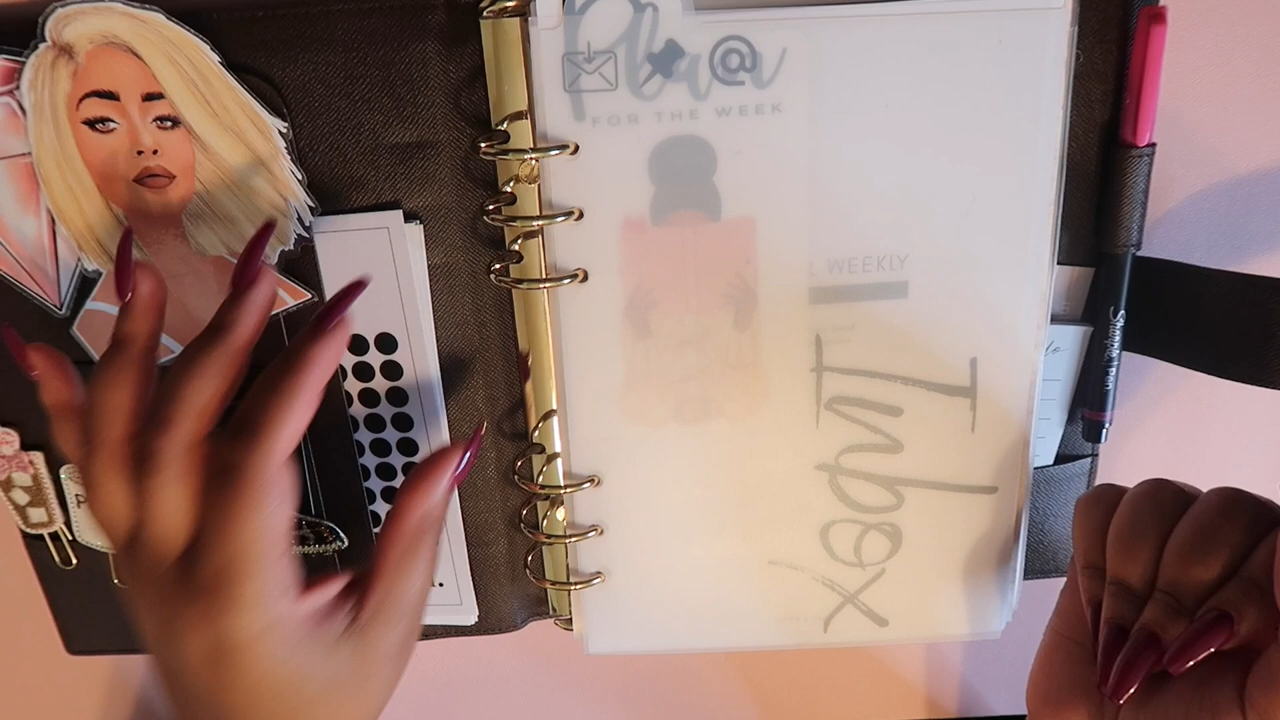 Plan
@
FOR THE WEEK
WEEKLY
Inbox
Sharpie Pen